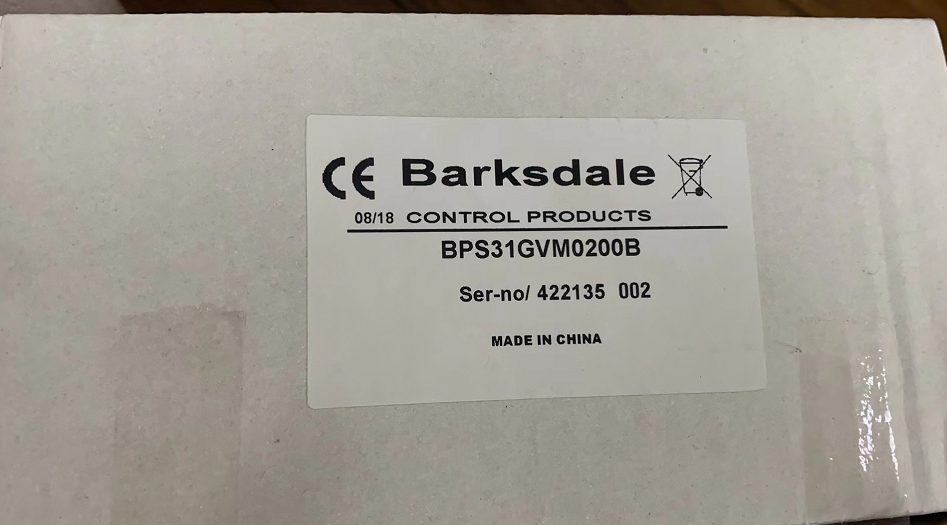 CE Barksdale
08/18 CONTROL PRODUCTS
BPS31GVM0200B
Ser-no/ 422135 002
MADE IN CHINA